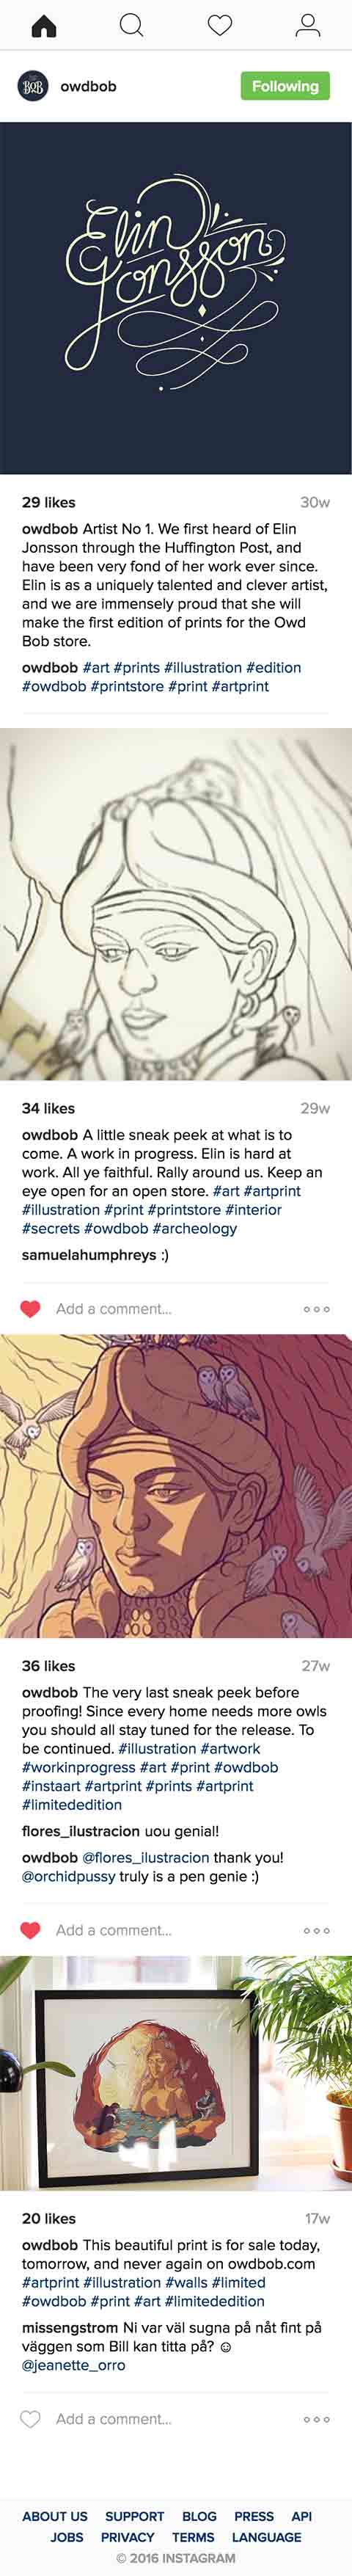 BOB
owdbob
Following
Elin
Jonsson
29 likes
30w
owdbob Artist No 1. We first heard of Elin
Jonsson through the Huffington Post, and
have been very fond of her work ever since.
Elin is as a uniquely talented and clever artist,
and we are immensely proud that she will
make the first edition of prints for the Owd
Bob store.
owdbob #art #prints #illustration #edition
#owdbob #printstore #print #artprint
34 likes
29w
owdbob A little sneak peek at what is to
come. A work in progress. Elin is hard at
work. All ye faithful. Rally around us. Keep an
eye open for an open store. #art #artprint
#illustration #print #printstore #interior
#secrets #owdbob #archeology
samuelahumphreys :)
Add a comment...
36 likes
27w
owdbob The very last sneak peek before
proofing! Since every home needs more owls
you should all stay tuned for the release. To
be continued. #illustration #artwork
#workinprogress #art #print #owdbob
#instaart #artprint #prints #artprint
#limitededition
flores_ilustracion uou genial!
owdbob @flores_ilustracion thank you!
@orchidpussy truly is a pen genie :)
Add a comment...
20 likes
17w
owdbob This beautiful print is for sale today,
tomorrow, and never again on owdbob.com
#artprint #illustration #walls #limited
#owdbob #print #art #limitededition
missengstrom Ni var väl sugna på nåt fint på
väggen som Bill kan titta på? ☺
@jeanette_orro
Add a comment...
ABOUT US SUPPORT BLOG PRESS API
JOBS PRIVACY TERMS LANGUAGE
© 2016 INSTAGRAM